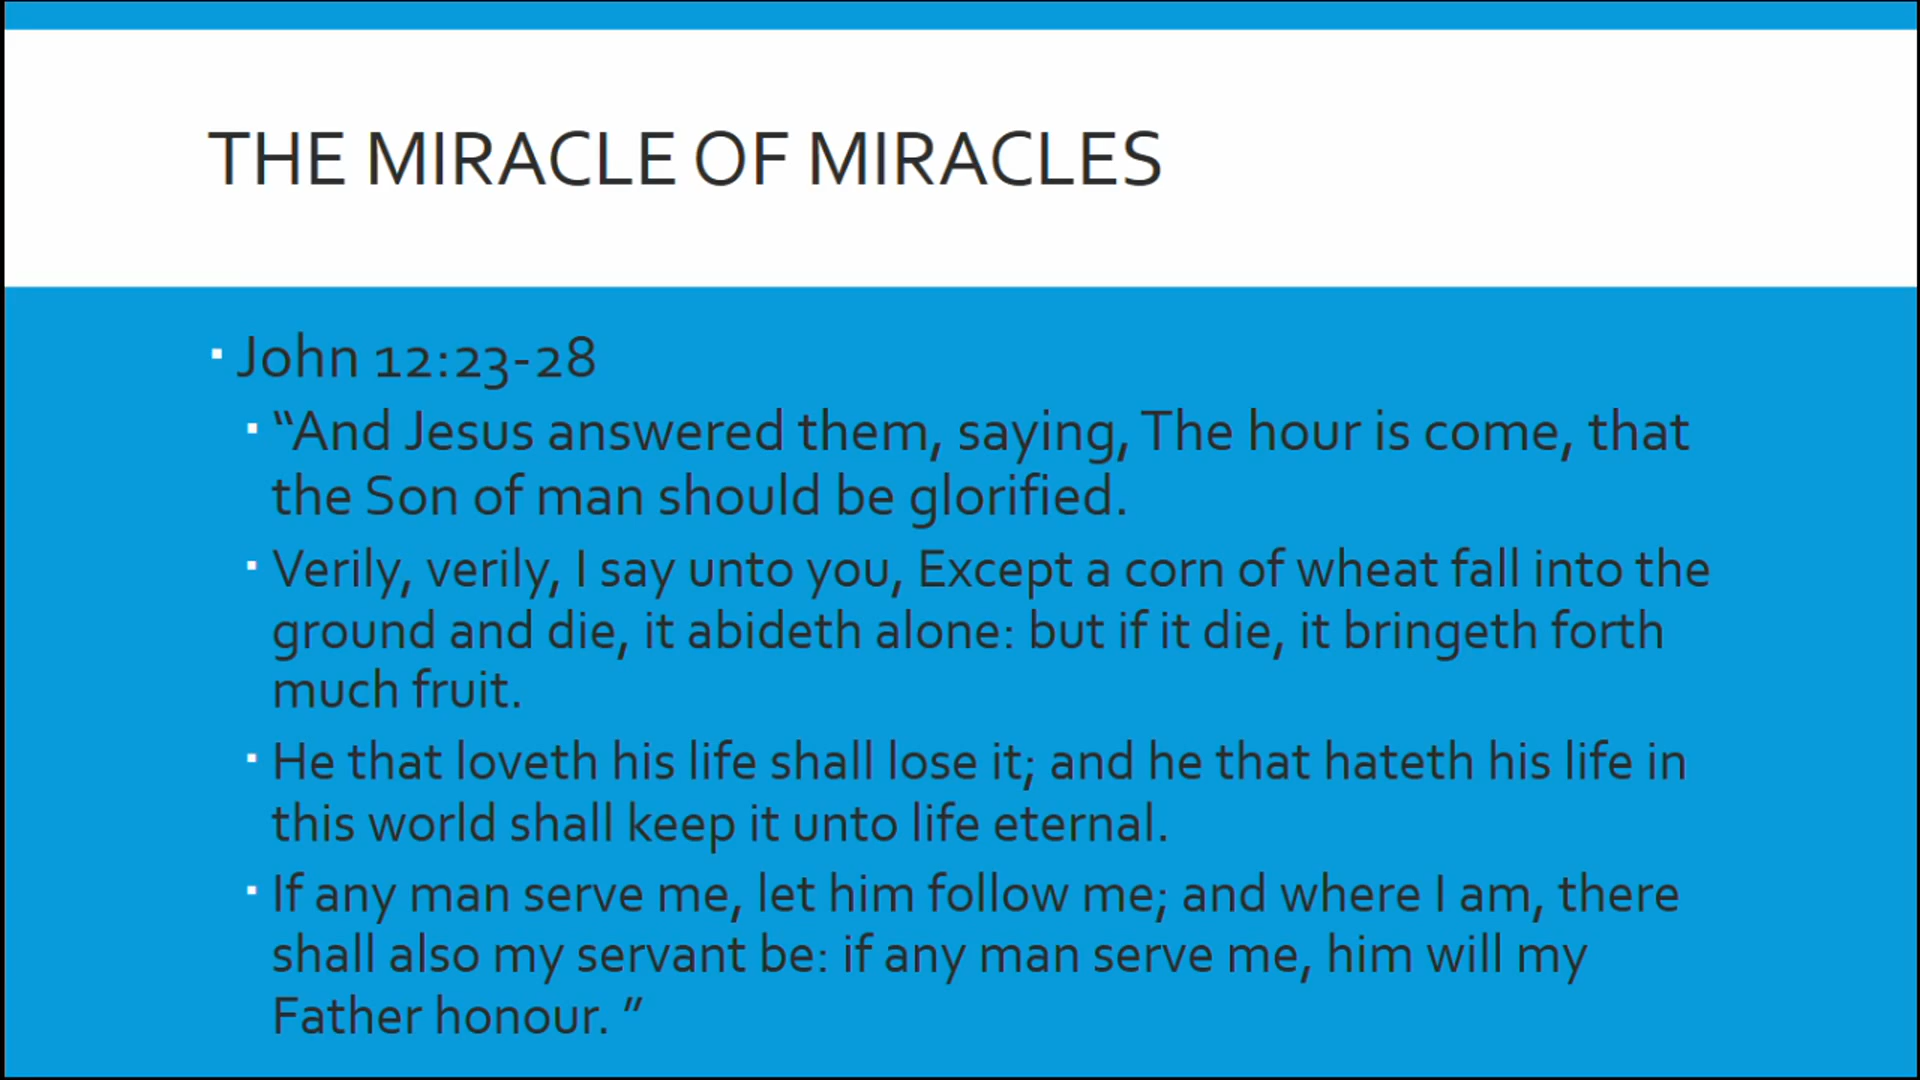 THE MIRACLE OF MIRACLES
John 12:23-28
“And Jesus answered them, saying, The hour is come, that
the Son of man should be glorified.
Verily, verily, I say unto you, Except a corn of wheat fall into the
ground and die, it abideth alone: but if it die, it bringeth forth
much fruit.
He that loveth his life shall lose it; and he that hateth his life in
this world shall keep it unto life eternal.
If any man serve me, let him follow me; and where I am, there
shall also my servant be: if any man serve me, him will my
Father honour. ”